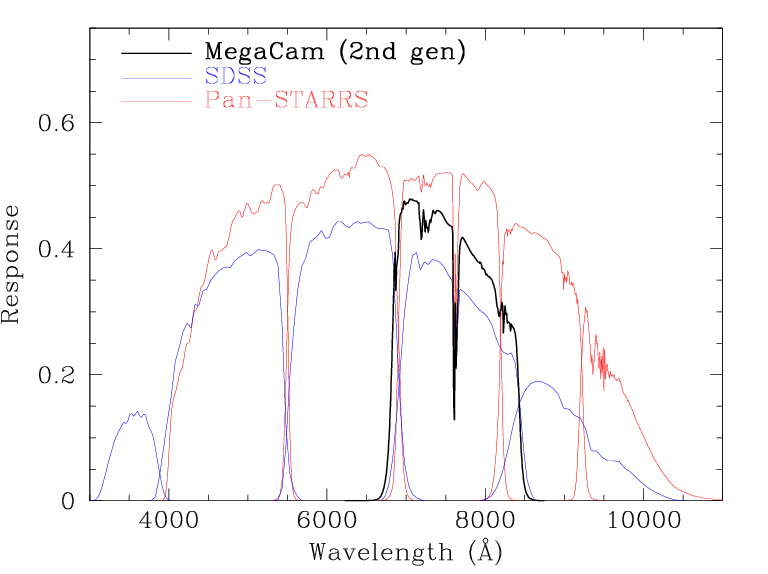 MegaCam (2nd gen)
SDSS
Pan-STARRS
0.6
0.4
0.2
0
Response
4000 6000 8000 10000
Wavelength (Å)